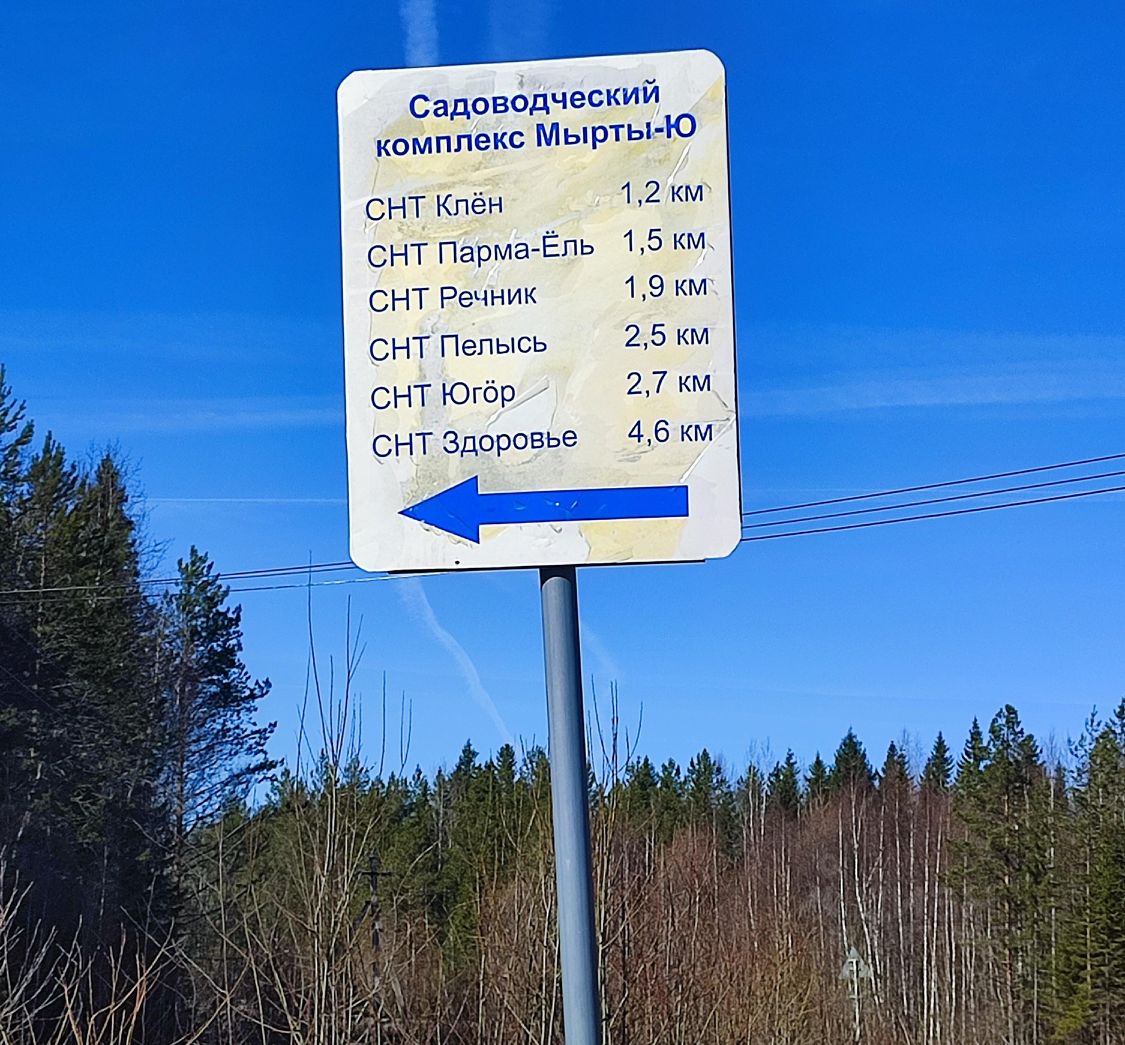 Садоводческий
комплекс Мырты-Ю
СНТ Клён 1,2 км
СНТ Парма-Ёль 1,5 км
СНТ Речник 1,9 км
СНТ Пелысь 2,5 км
СНТ Югӧр 2,7 км
СНТ Здоровье 4,6 км